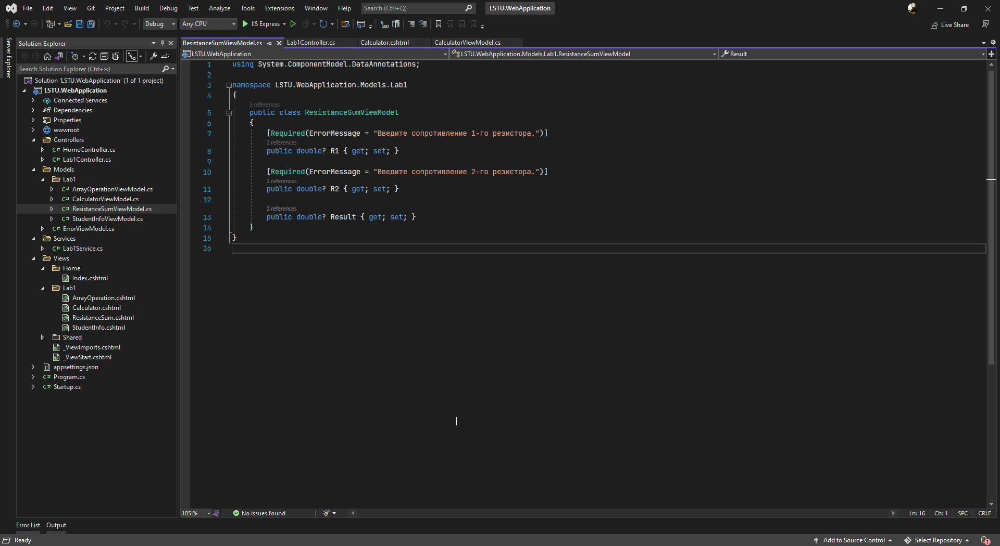 File Edit View Git Project Build Debug Test Analyze Tools Extensions Window Help Search (Ctrl+Q) LSTU.WebApplication
Debug Any CPU IIS Express Live Share
Server Explorer
Solution Explorer
Search Solution Explorer (Ctrl+ж)
Solution 'LSTU.WebApplication' (1 of 1 project)
LSTU.WebApplication
Connected Services
Dependencies
Properties
wwwroot
Controllers
C# HomeController.cs
C# Lab1Controller.cs
Models
Lab1
C# ArrayOperationViewModel.cs
C# CalculatorViewModel.cs
C# ResistanceSumViewModel.cs
C# StudentInfoViewModel.cs
C# ErrorViewModel.cs
Services
C# Lab1Service.cs
Views
Home
Index.cshtml
Lab1
ArrayOperation.cshtml
Calculator.cshtml
ResistanceSum.cshtml
StudentInfo.cshtml
Shared
_ViewImports.cshtml
_ViewStart.cshtml
appsettings.json
C# Program.cs
C# Startup.cs
ResistanceSumViewModel.cs Lab1Controller.cs Calculator.cshtml CalculatorViewModel.cs
LSTU.WebApplication LSTU.WebApplication.Models.Lab1.ResistanceSumViewModel Result
1 using System.ComponentModel.DataAnnotations;
2
3 namespace LSTU.WebApplication.Models.Lab1
4 {
5 references
5 public class ResistanceSumViewModel
6 {
7 [Required(ErrorMessage = "Введите сопротивление 1-го резистора.")]
2 references
8 public double? R1 { get; set; }
9
10 [Required(ErrorMessage = "Введите сопротивление 2-го резистора.")]
2 references
11 public double? R2 { get; set; }
12
2 references
13 public double? Result { get; set; }
14 }
15 }
16
105 % No issues found Ln: 16 Ch: 1 SPC CRLF
Error List Output
Ready Add to Source Control Select Repository 1